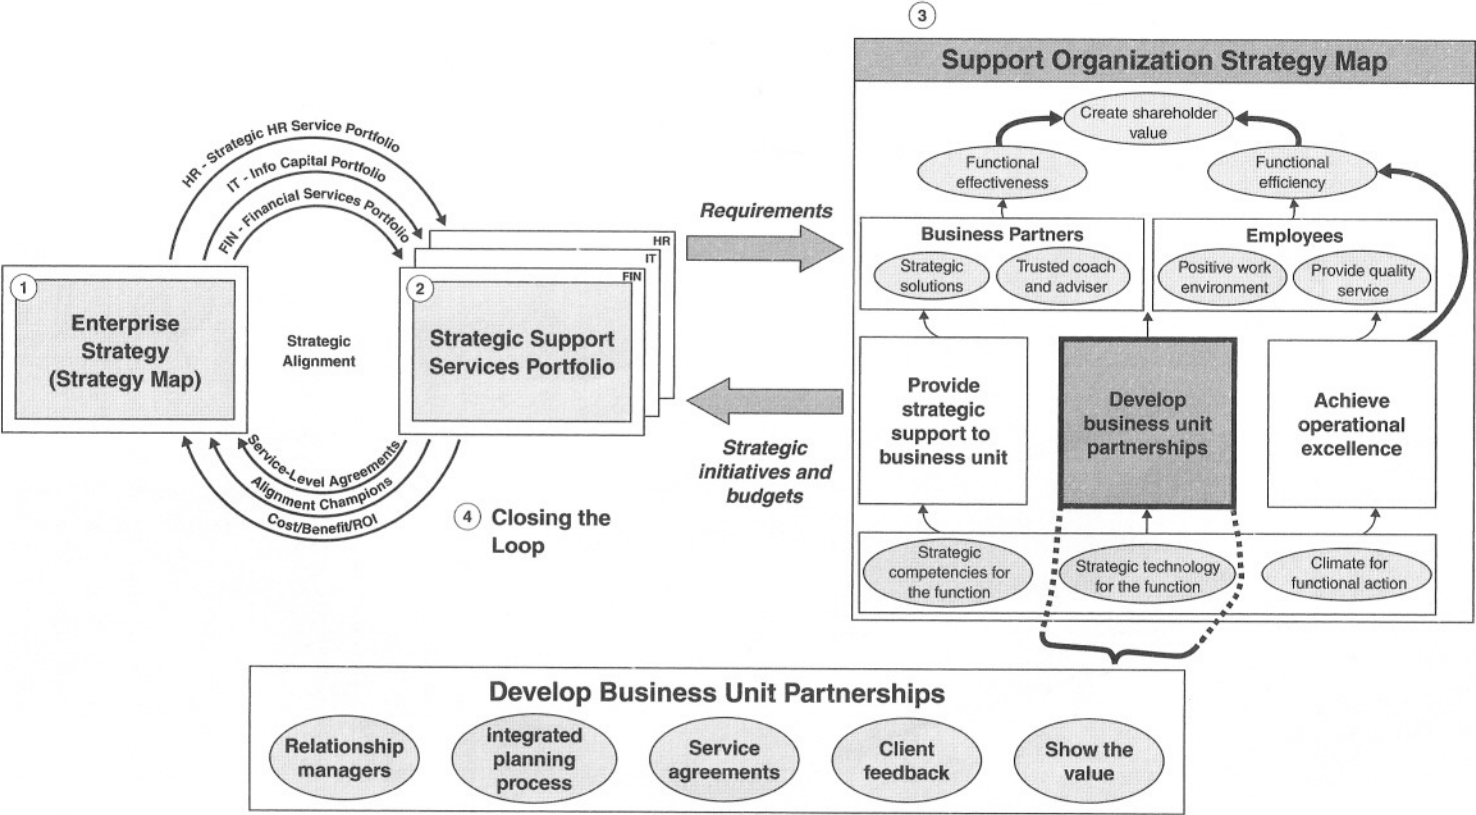 3
Support Organization Strategy Map
Create shareholder
value
Functional
effectiveness
Functional
efficiency
Business Partners
Strategic
solutions
Trusted coach
and adviser
Employees
Positive work
environment
Provide quality
service
Provide
strategic
support to
business unit
Develop
business unit
partnerships
Achieve
operational
excellence
Strategic
competencies for
the function
Strategic technology
for the function
Climate for
functional action
HR - Strategic HR Service Portfolio
IT - Info Capital Portfolio
FIN - Financial Services Portfolio
1
Enterprise
Strategy
(Strategy Map)
Strategic
Alignment
HR
IT
FIN
2
Strategic Support
Services Portfolio
Requirements
Strategic
initiatives and
budgets
Service-Level Agreements
Alignment Champions
Cost/Benefit/ROI
4 Closing the
Loop
Develop Business Unit Partnerships
Relationship
managers
integrated
planning
process
Service
agreements
Client
feedback
Show the
value